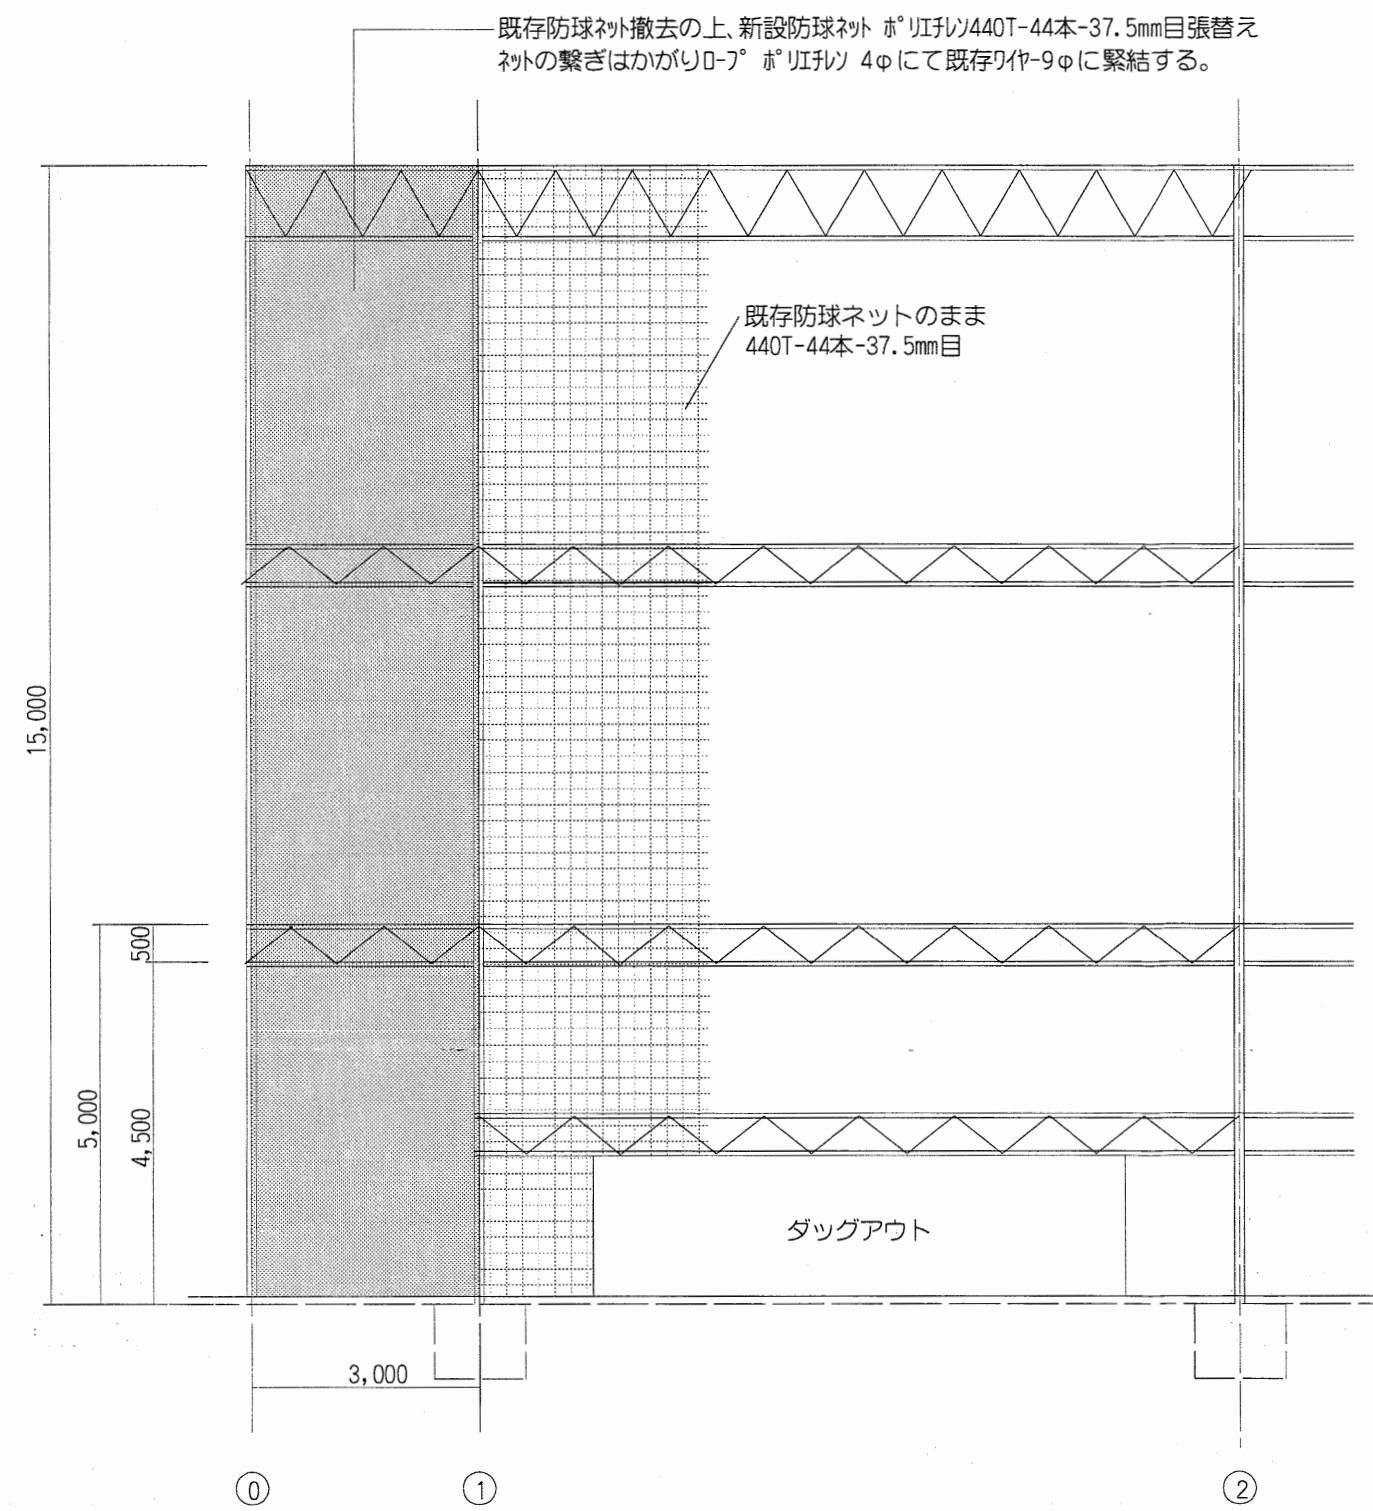 既存防球ﾈｯﾄ撤去の上、新設防球ﾈｯﾄ ﾎﾟﾘｴﾁﾚﾝ440T-44本-37.5mm目張替え
ﾈｯﾄの繋ぎはかがりﾛｰﾌﾟ ﾎﾟﾘｴﾁﾚﾝ 4φにて既存ﾜｲﾔｰ9φに緊結する。
既存防球ネットのまま
440T-44本-37.5mm目
15,000
500
5,000
4,500
ダッグアウト
3,000
0
1
2